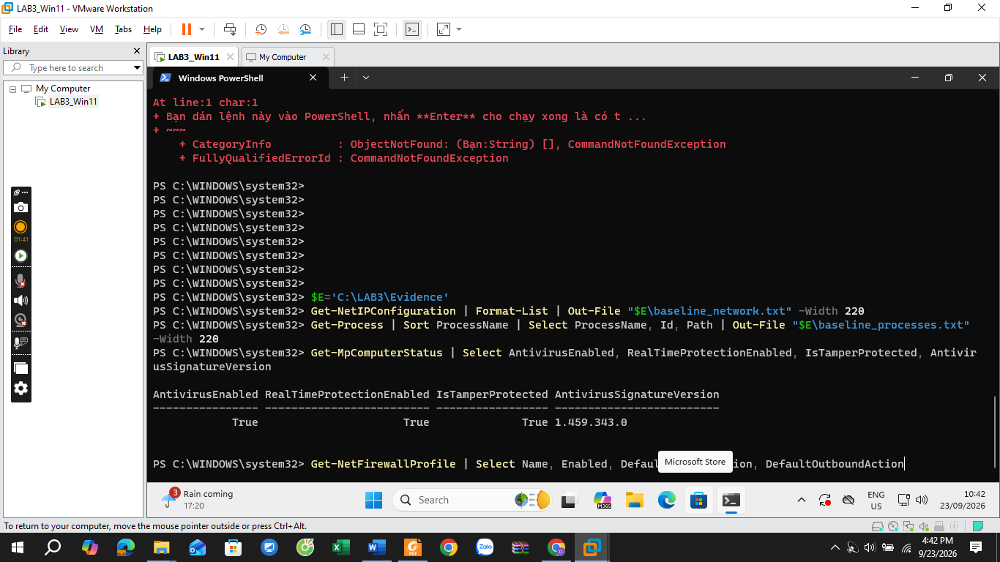 LAB3_Win11 - VMware Workstation
File Edit View VM Tabs Help
Library
Type here to search
My Computer
LAB3_Win11
LAB3_Win11
My Computer
Windows PowerShell
At line:1 char:1
+ Bạn dán lệnh này vào PowerShell, nhấn **Enter** cho chạy xong là có t ...
+ ~~~
+ CategoryInfo : ObjectNotFound: (Bạn:String) [], CommandNotFoundException
+ FullyQualifiedErrorId : CommandNotFoundException
PS C:\WINDOWS\system32>
PS C:\WINDOWS\system32>
PS C:\WINDOWS\system32>
PS C:\WINDOWS\system32>
PS C:\WINDOWS\system32>
PS C:\WINDOWS\system32>
PS C:\WINDOWS\system32>
PS C:\WINDOWS\system32>
PS C:\WINDOWS\system32> $E='C:\LAB3\Evidence'
PS C:\WINDOWS\system32> Get-NetIPConfiguration | Format-List | Out-File "$E\baseline_network.txt" -Width 220
PS C:\WINDOWS\system32> Get-Process | Sort ProcessName | Select ProcessName, Id, Path | Out-File "$E\baseline_processes.txt"
-Width 220
PS C:\WINDOWS\system32> Get-MpComputerStatus | Select AntivirusEnabled, RealTimeProtectionEnabled, IsTamperProtected, Antivir
usSignatureVersion
AntivirusEnabled RealTimeProtectionEnabled IsTamperProtected AntivirusSignatureVersion
---------------- ------------------------- ----------------- -------------------------
True True True 1.459.343.0
PS C:\WINDOWS\system32> Get-NetFirewallProfile | Select Name, Enabled, Defau ion, DefaultOutboundAction
Microsoft Store
01:41
3
Rain coming
17:20
Search
M365
ENG
US
10:42
23/09/2026
To return to your computer, move the mouse pointer outside or press Ctrl+Alt.
PDF
Zalo
4:42 PM
9/23/2026